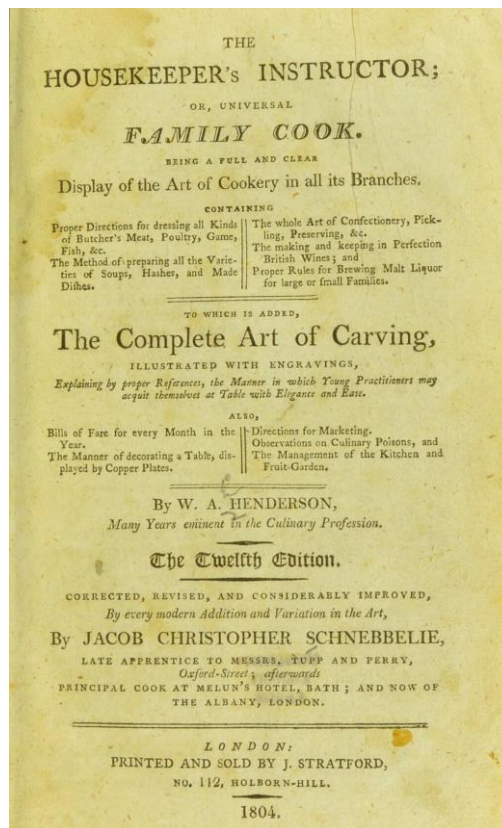 THE
HOUSEKEEPER's INSTRUCTOR;
OR, UNIVERSAL
FAMILY COOK.
BEING A FULL AND CLEAR
Display of the Art of Cookery in all its Branches.
CONTAINING
Proper Directions for dressing all Kinds
of Butcher's Meat, Poultry, Game,
Fish, &c.
The Method of preparing all the Varie-
ties of Soups, Hashes, and Made
Dishes.
The whole Art of Confectionery, Pick-
ling, Preserving, &c.
The making and keeping in Perfection
British Wines; and
Proper Rules for Brewing Malt Liquor
for large or small Families.
TO WHICH IS ADDED,
The Complete Art of Carving,
ILLUSTRATED WITH ENGRAVINGS,
Explaining by proper References, the Manner in which Young Practitioners may
acquit themselves at Table with Elegance and Ease.
ALSO,
Bills of Fare for every Month in the
Year.
The Manner of decorating a Table, dis-
played by Copper Plates.
Directions for Marketing.
Observations on Culinary Poisons, and
The Management of the Kitchen and
Fruit-Garden.
By W. A. HENDERSON,
Many Years eminent in the Culinary Profession.
The Twelfth Edition.
CORRECTED, REVISED, AND CONSIDERABLY IMPROVED,
By every modern Addition and Variation in the Art,
By JACOB CHRISTOPHER SCHNEBBELIE,
LATE APPRENTICE TO MESSRS. TUPP AND PERRY,
Oxford-Street; afterwards
PRINCIPAL COOK AT MELUN'S HOTEL, BATH; AND NOW OF
THE ALBANY, LONDON.
LONDON:
PRINTED AND SOLD BY J. STRATFORD,
NO. 112, HOLBORN-HILL.
1804.